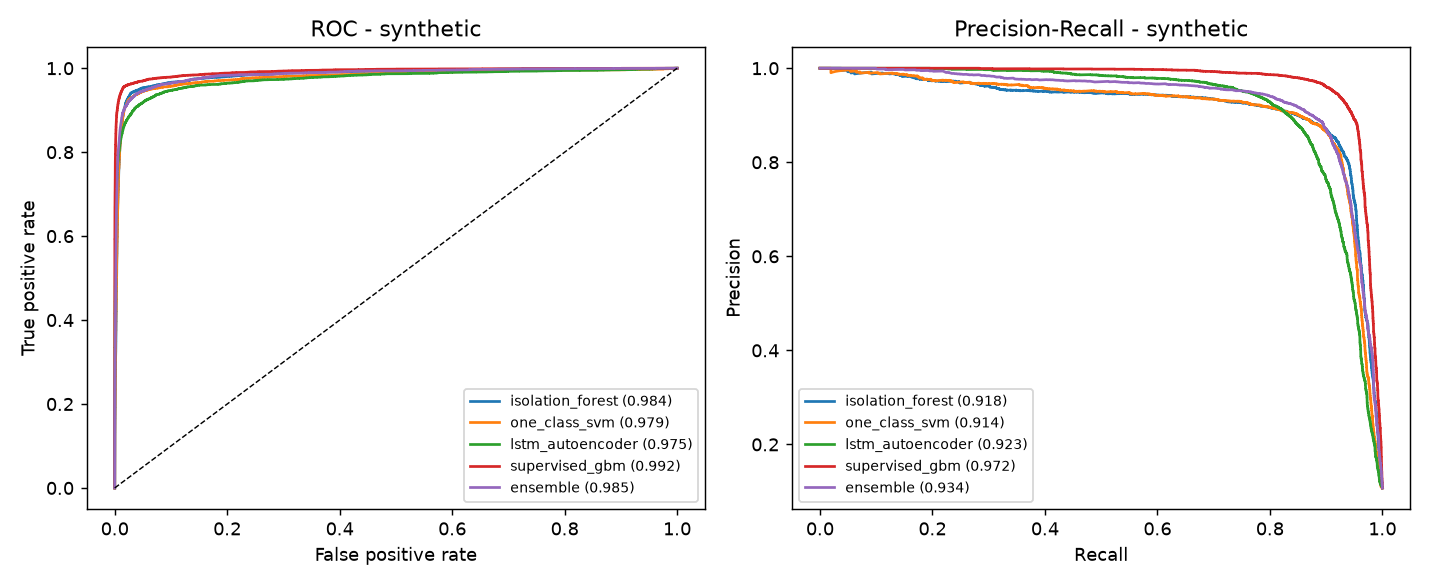 ROC - synthetic
True positive rate
1.0
0.8
0.6
0.4
0.2
0.0
isolation_forest (0.984)
one_class_svm (0.979)
lstm_autoencoder (0.975)
supervised_gbm (0.992)
ensemble (0.985)
0.0 0.2 0.4 0.6 0.8 1.0
False positive rate
Precision-Recall - synthetic
Precision
1.0
0.8
0.6
0.4
0.2
isolation_forest (0.918)
one_class_svm (0.914)
lstm_autoencoder (0.923)
supervised_gbm (0.972)
ensemble (0.934)
0.0 0.2 0.4 0.6 0.8 1.0
Recall